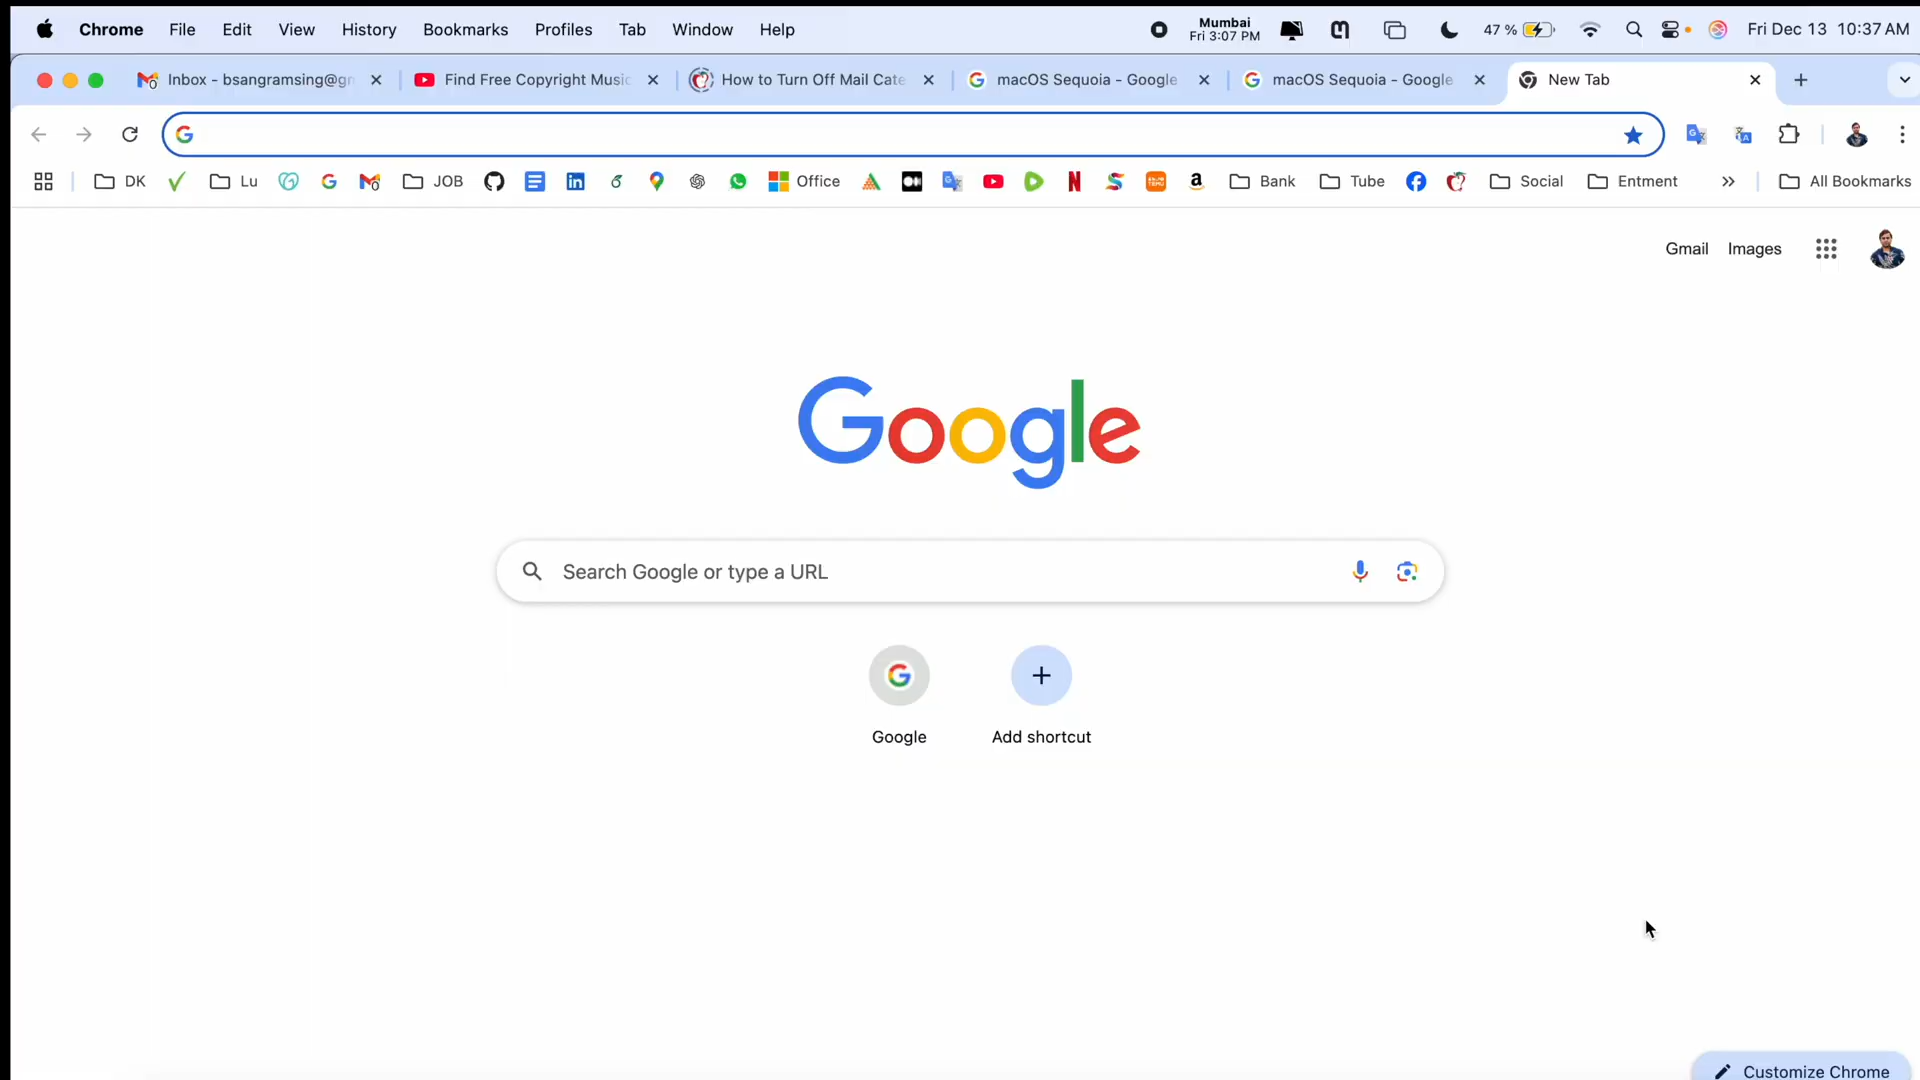 Chrome File Edit View History Bookmarks Profiles Tab Window Help Mumbai Fri 3:07 PM 47 % Fri Dec 13 10:37 AM
Inbox - bsangramsing@gm Find Free Copyright Music How to Turn Off Mail Cate macOS Sequoia - Google macOS Sequoia - Google New Tab
DK Lu JOB Office Bank Tube Social Entment All Bookmarks
Gmail Images
Google
Search Google or type a URL
Google Add shortcut
Customize Chrome